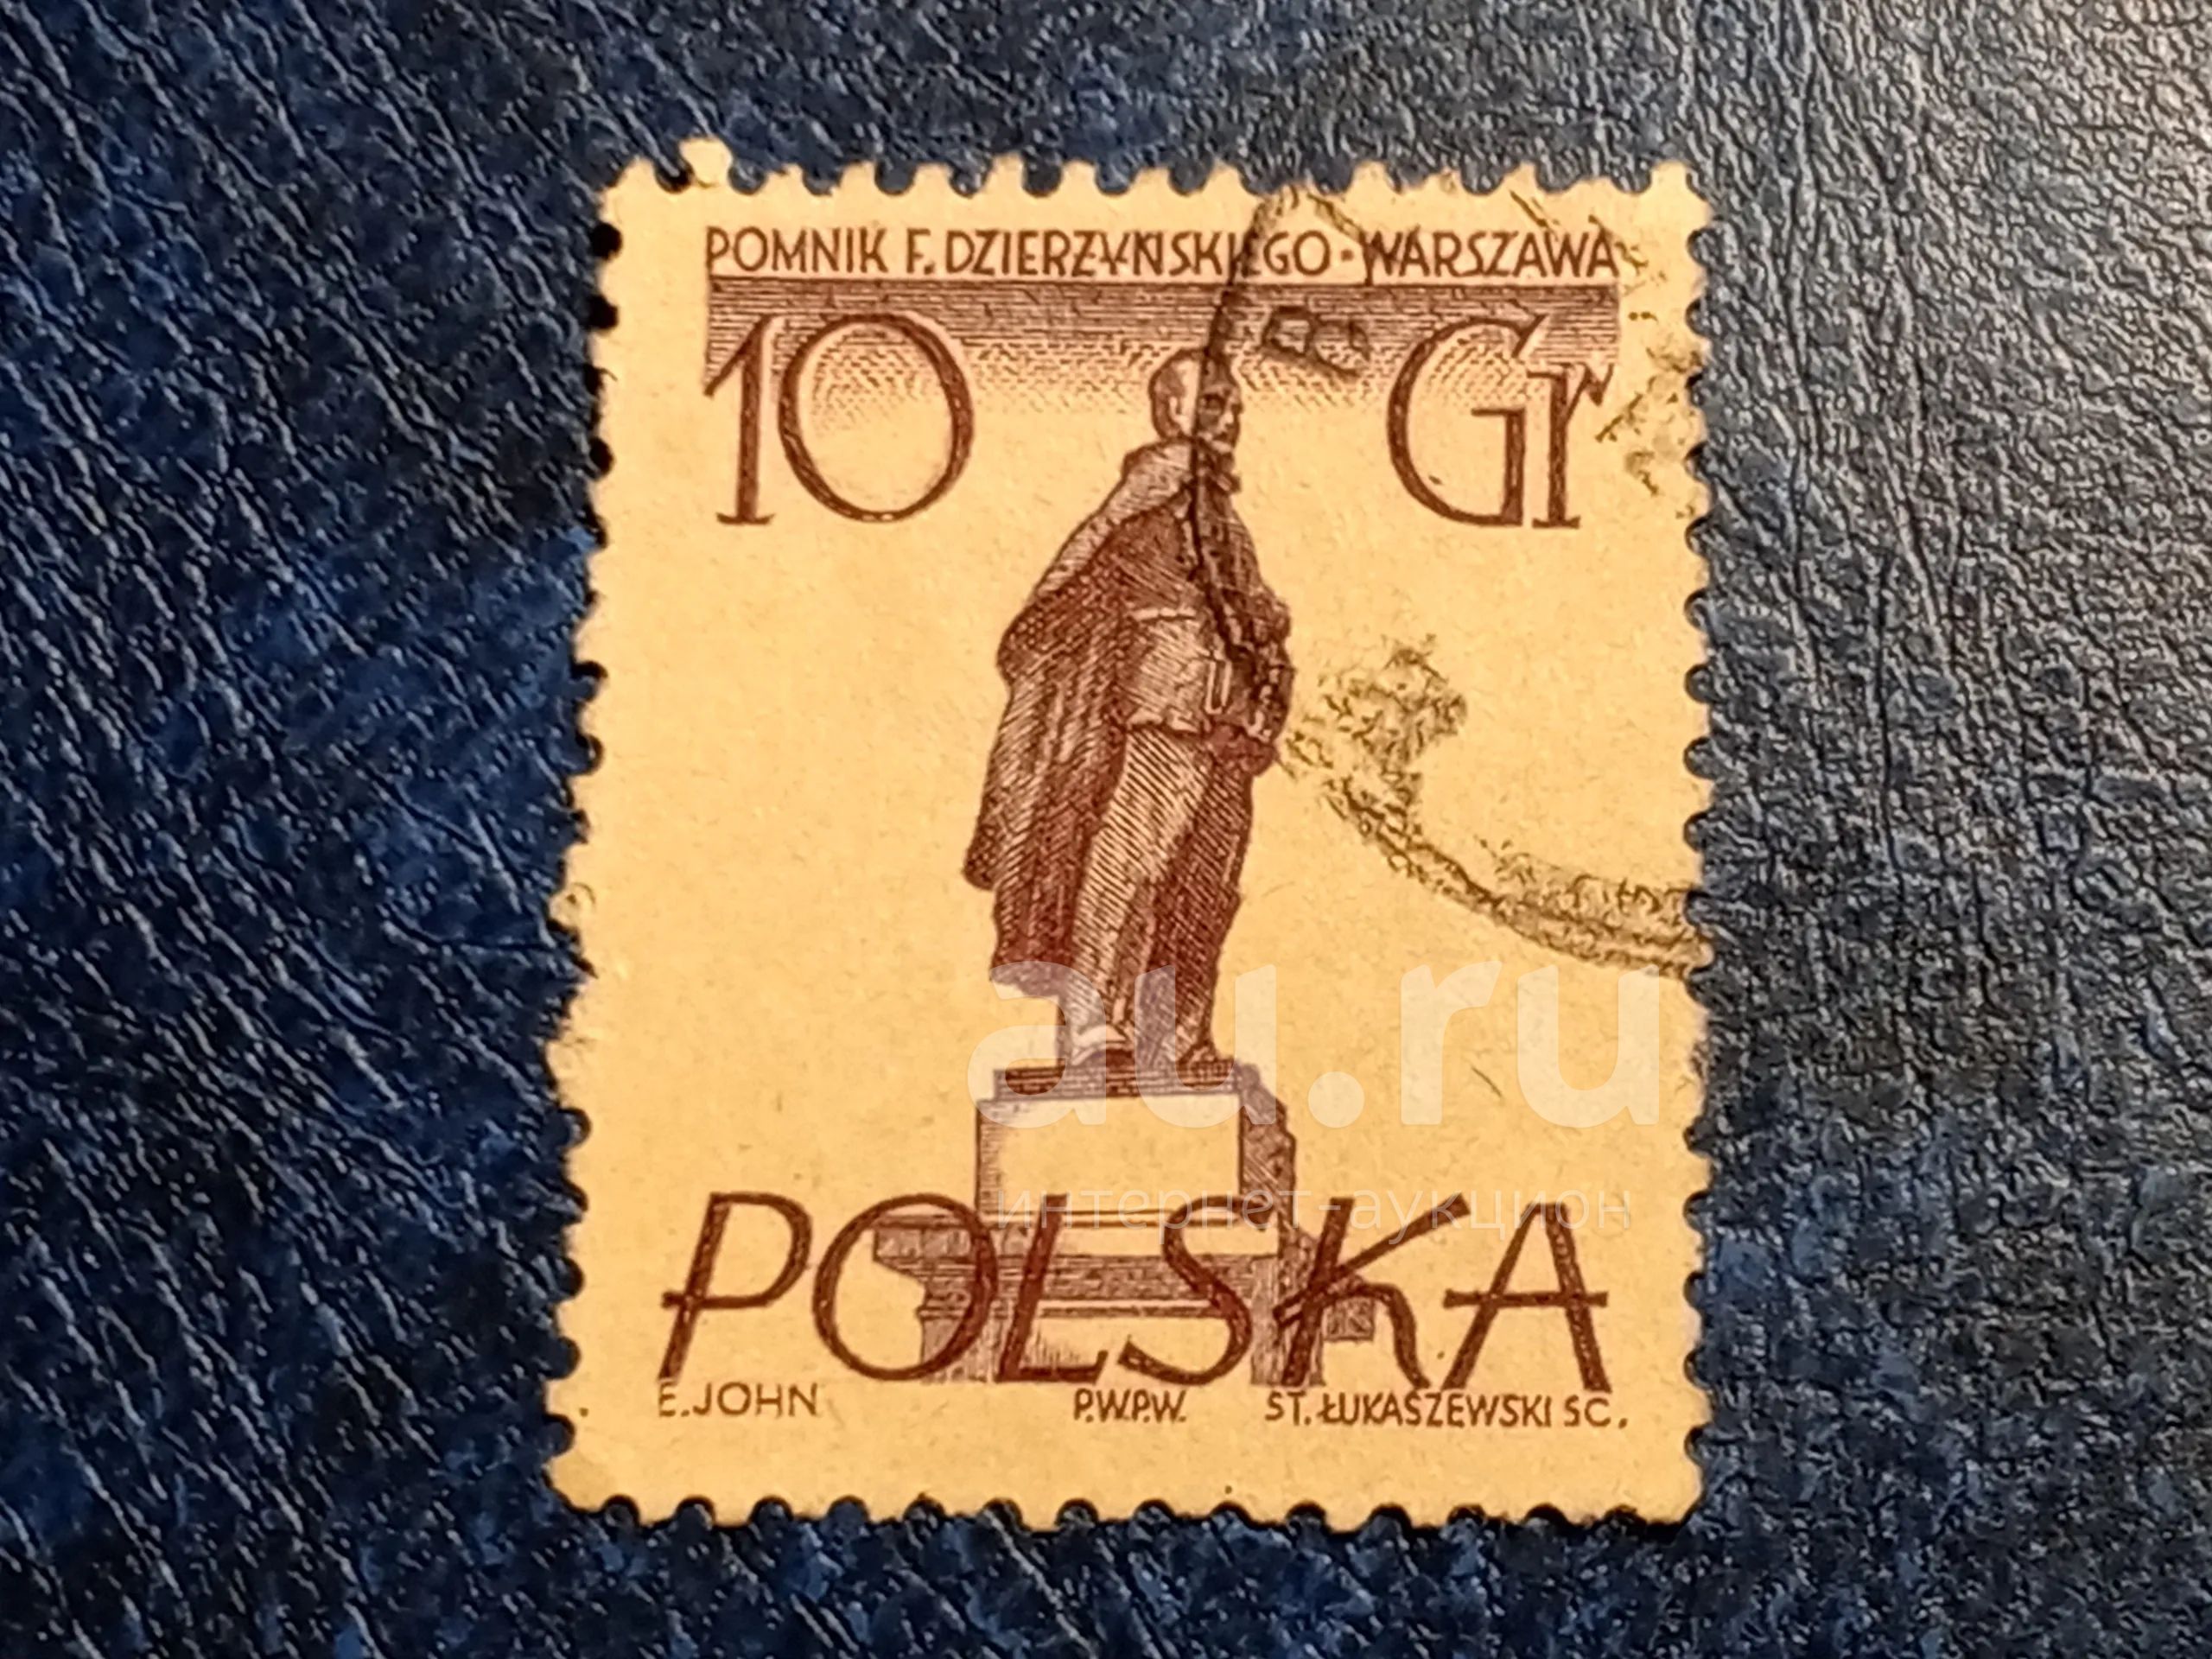 POMNIK F. DZIERŻYŃSKIEGO · WARSZAWA
10 Gr
B
au.ru
интернет-аукцион
POLSKA
E. JOHN P.W.P.W. ST. ŁUKASZEWSKI SC.